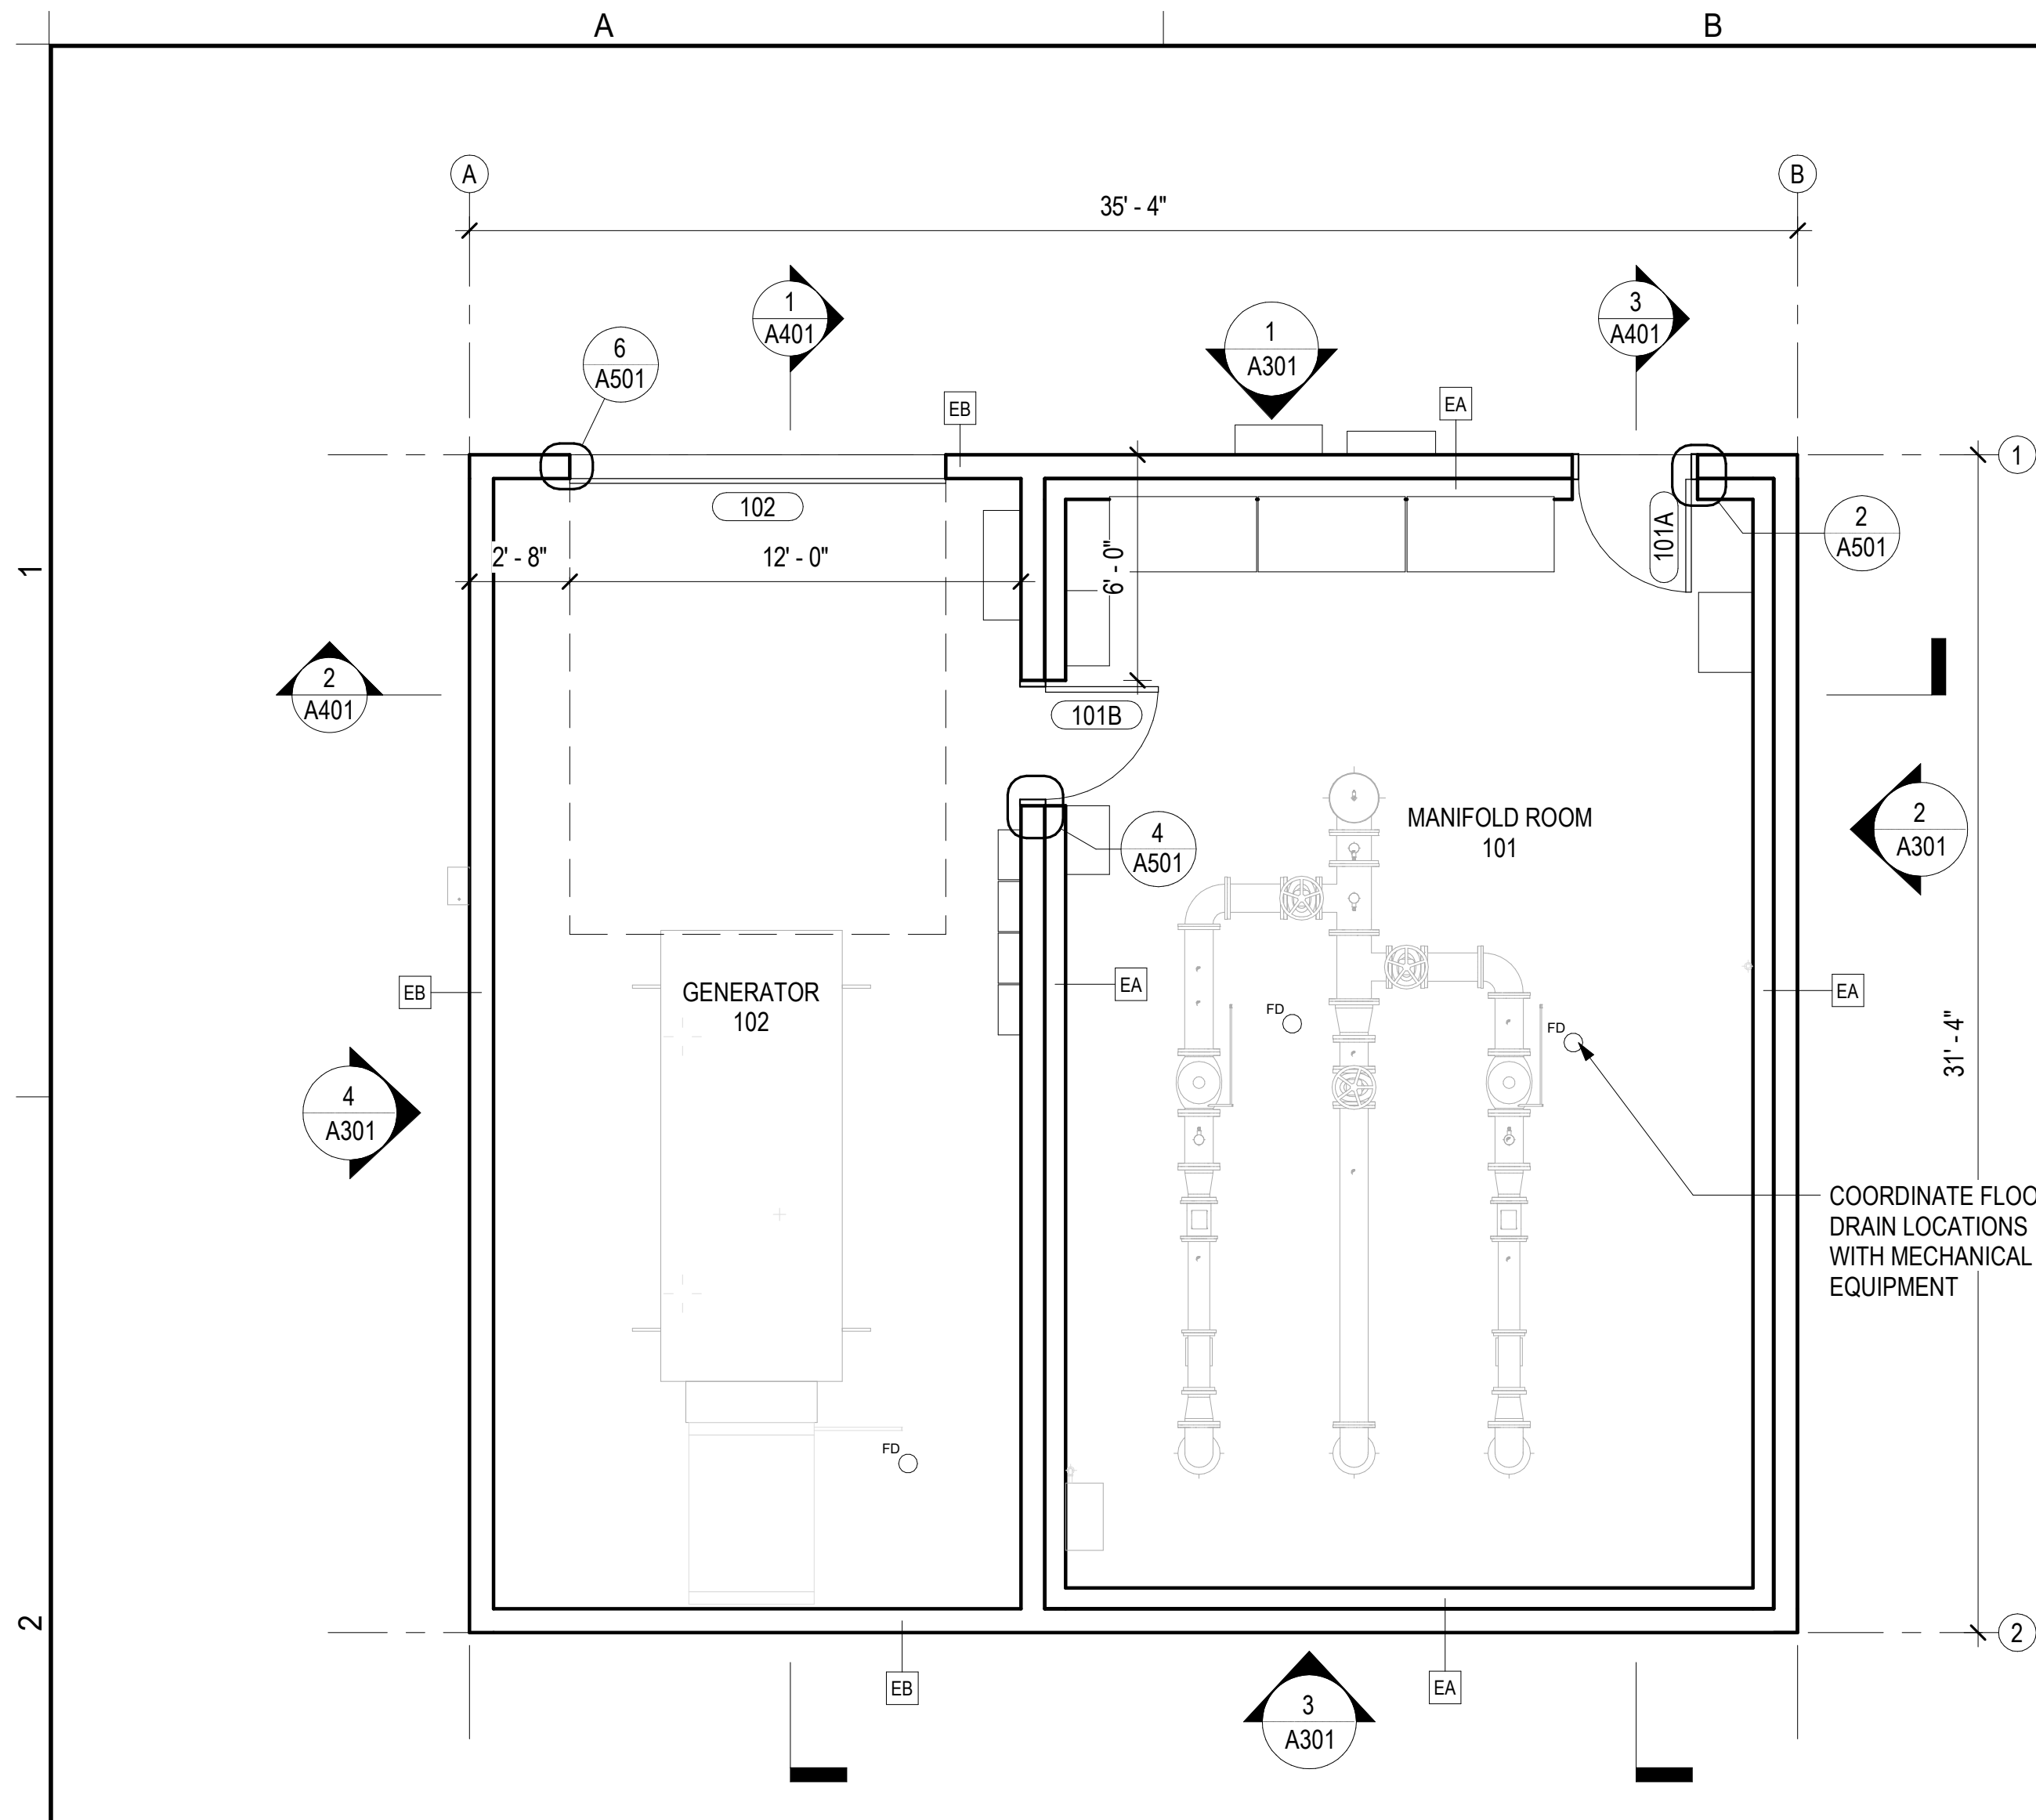 A
B
A
B
35' - 4"
1
A401
3
A401
1
A301
6
A501
EB
EA
1
102
101A
2
A501
2' - 8"
12' - 0"
6' - 0"
1
2
A401
101B
MANIFOLD ROOM
101
2
A301
4
A501
EB
GENERATOR
102
EA
EA
FD
FD
31' - 4"
4
A301
COORDINATE FLOO
DRAIN LOCATIONS
WITH MECHANICAL
EQUIPMENT
FD
2
2
EB
EA
3
A301